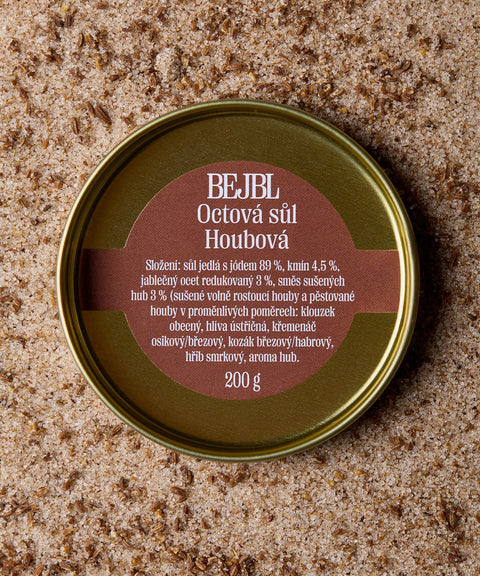 BEJBL
Octová sůl
Houbová
Složení: sůl jedlá s jódem 89 %, kmín 4,5 %,
jablečný ocet redukovaný 3 %, směs sušených
hub 3 % (sušené volně rostoucí houby a pěstované
houby v proměnlivých poměrech: klouzek
obecný, hlíva ústřičná, křemenáč
osikový/březový, kozák březový/habrový,
hřib smrkový, aroma hub.
200 g